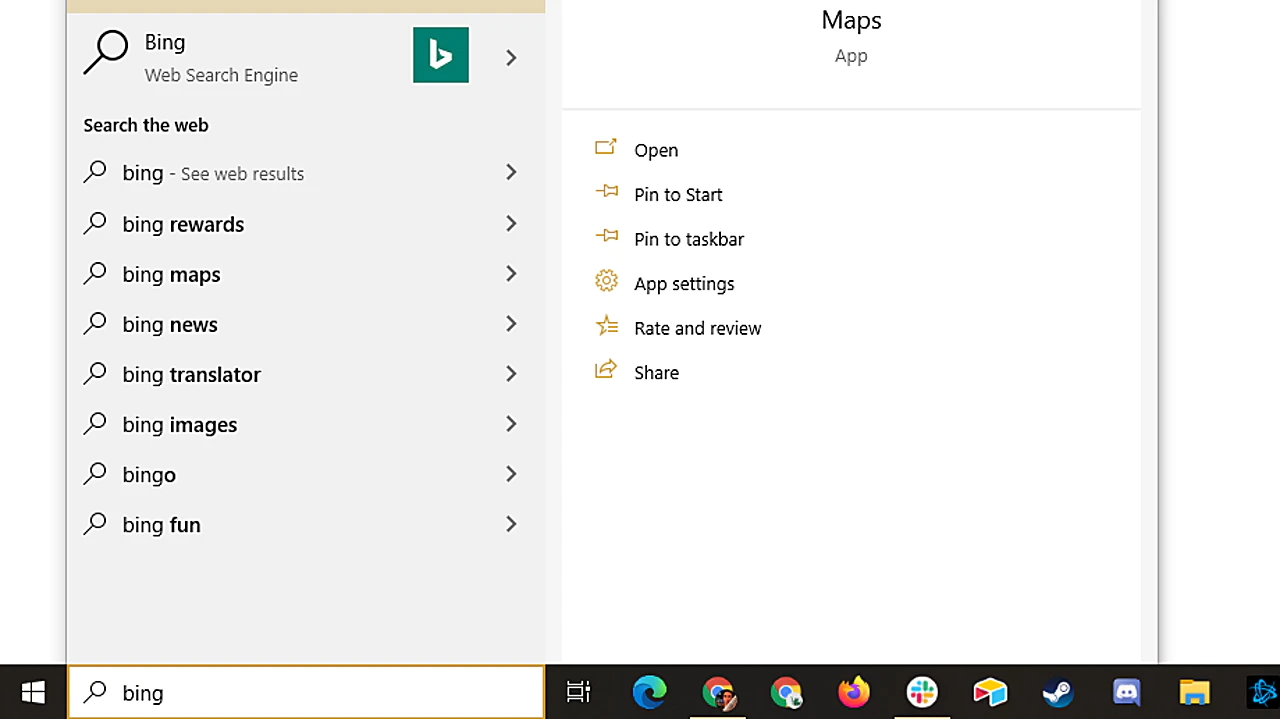 Bing
Web Search Engine
Search the web
bing - See web results
bing rewards
bing maps
bing news
bing translator
bing images
bingo
bing fun
bing
Maps
App
Open
Pin to Start
Pin to taskbar
App settings
Rate and review
Share